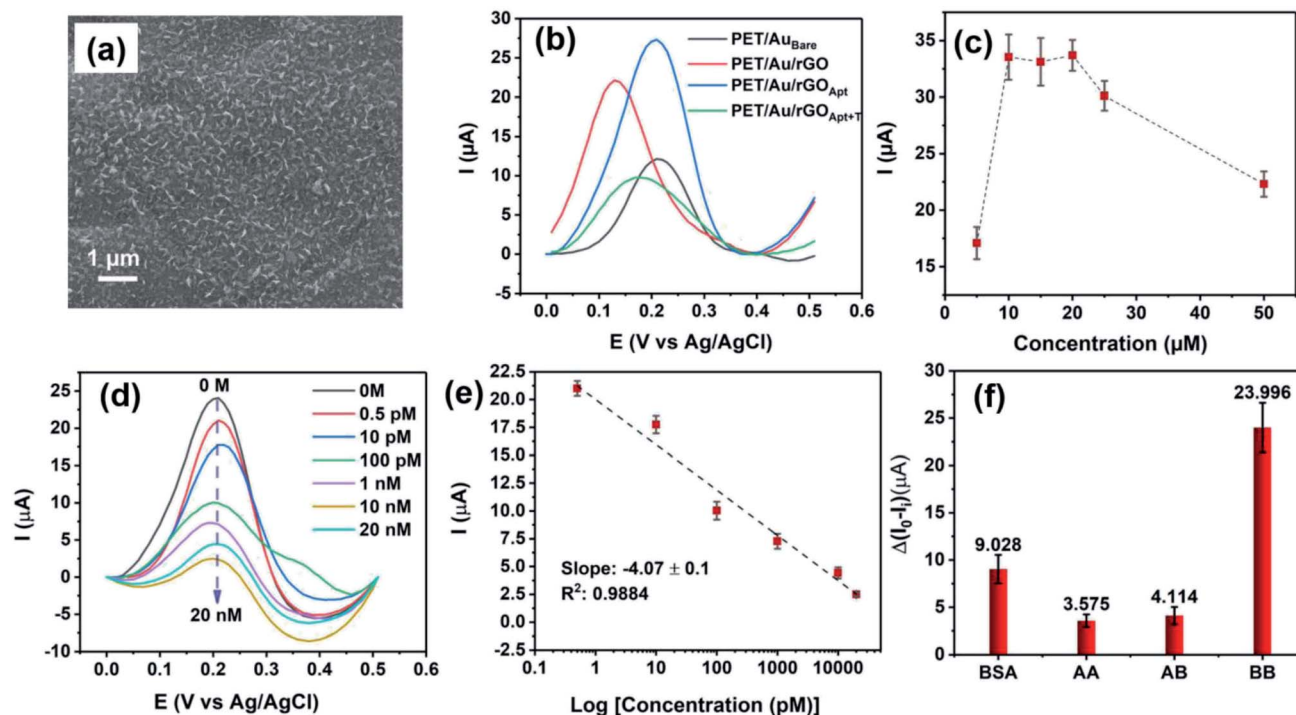 (a)
1 μm
(b)
PET/Au_Bare
PET/Au/rGO
PET/Au/rGO_Apt
PET/Au/rGO_Apt+T
I (μA)
30
25
20
15
10
5
0
-5
0.0 0.1 0.2 0.3 0.4 0.5
E (V vs Ag/AgCl)
(c)
I (μA)
35
30
25
20
15
0 10 20 30 40 50
Concentration (μM)
(d)
0 M
20 nM
0M
0.5 pM
10 pM
100 pM
1 nM
10 nM
20 nM
I (μA)
25
20
15
10
5
0
-5
-10
0.0 0.1 0.2 0.3 0.4 0.5 0.6
E (V vs Ag/AgCl)
(e)
Slope: -4.07 ± 0.1
R²: 0.9884
I (μA)
22.5
20.0
17.5
15.0
12.5
10.0
7.5
5.0
2.5
0.0
-2.5
0.1 1 10 100 1000 10000
Log [Concentration (pM)]
(f)
Δ(I₀-Iᵢ)(μA)
30
25
20
15
10
5
0
9.028
3.575
4.114
23.996
BSA AA AB BB